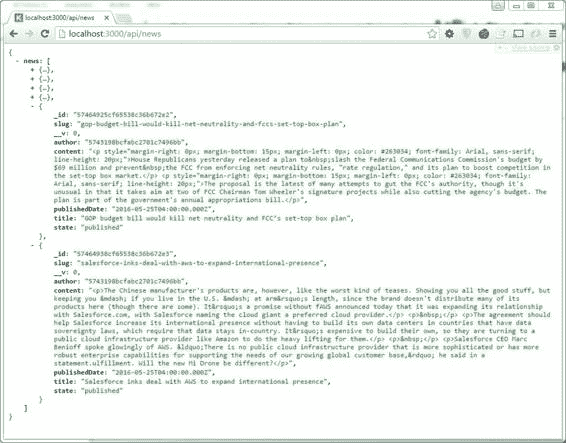 localhost:3000/api/news
localhost:3000/api/news
{
- news: [
+ {…},
+ {…},
+ {…},
+ {…},
- {
_id: "57464925cf65538c36b672e2",
slug: "gop-budget-bill-would-kill-net-neutrality-and-fccs-set-top-box-plan",
__v: 0,
author: "5743198bcfabc2701c7496bb",
content: "<p style="margin-right: 0px; margin-bottom: 15px; margin-left: 0px; color: #263034; font-family: Arial, sans-serif;
line-height: 20px;">House Republicans yesterday released a plan to&nbsp;slash the Federal Communications Commission's budget by
$69 million and prevent&nbsp;the FCC from enforcing net neutrality rules, "rate regulation," and its plan to boost competition in
the set-top box market.</p> <p style="margin-right: 0px; margin-bottom: 15px; margin-left: 0px; color: #263034; font-family:
Arial, sans-serif; line-height: 20px;">The proposal is the latest of many attempts to gut the FCC's authority, though it's
unusual in that it takes aim at two of FCC Chairman Tom Wheeler's signature projects while also cutting the agency's budget. The
plan is part of the government's annual appropriations bill.</p>",
publishedDate: "2016-05-25T04:00:00.000Z",
title: "GOP budget bill would kill net neutrality and FCC's set-top box plan",
state: "published"
},
- {
_id: "57464938cf65538c36b672e3",
slug: "salesforce-inks-deal-with-aws-to-expand-international-presence",
__v: 0,
author: "5743198bcfabc2701c7496bb",
content: "<p>The Chinese manufacturer's products are, however, like the worst kind of teases. Showing you all the good stuff, but
keeping you &mdash; if you live in the U.S. &mdash; at arm&rsquo;s length, since the brand doesn't distribute many of its
products here (though there are some). It&rsquo;s a promise without fAWS announced today that it was expanding its relationship
with Salesforce.com, with Salesforce naming the cloud giant a preferred cloud provider.</p> <p>&nbsp;</p> <p>The agreement should
help Salesforce increase its international presence without having to build its own data centers in countries that have data
sovereignty laws, which require that data stays in-country. It&rsquo;s expensive to build their own, so they are turning to a
public cloud infrastructure provider like Amazon to do the heavy lifting for them.</p> <p>&nbsp;</p> <p>Salesforce CEO Marc
Benioff spoke glowingly of AWS. &ldquo;There is no public cloud infrastructure provider that is more sophisticated or has more
robust enterprise capabilities for supporting the needs of our growing global customer base,&rdquo; he said in a
statement.ulfillment. Will the new Mi Drone be different?</p>",
publishedDate: "2016-05-25T04:00:00.000Z",
title: "Salesforce inks deal with AWS to expand international presence",
state: "published"
}
]
}